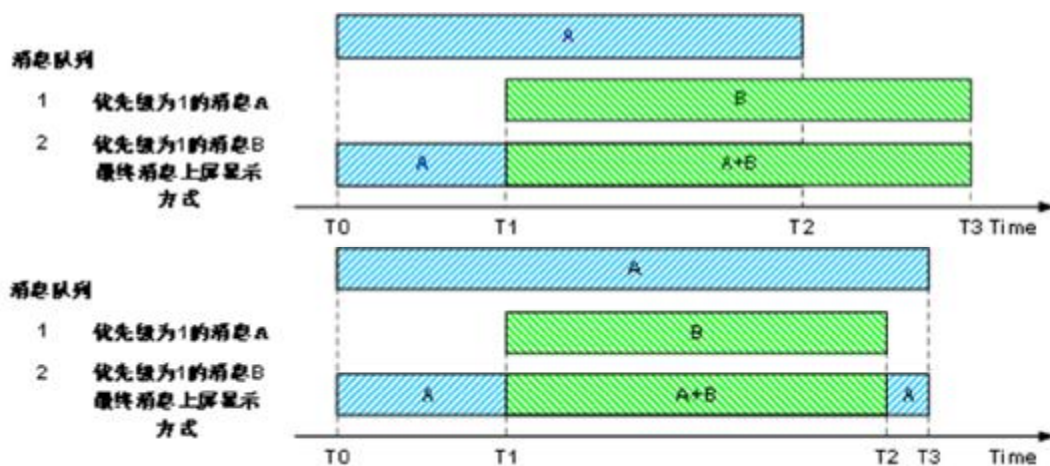 A
消息队列
1 优先级为1的消息A
B
2 优先级为1的消息B
最终消息上屏显示
方式
A
A+B
T0 T1 T2 T3 Time
A
消息队列
1 优先级为1的消息A
B
2 优先级为1的消息B
最终消息上屏显示
方式
A
A+B
A
T0 T1 T2 T3 Time